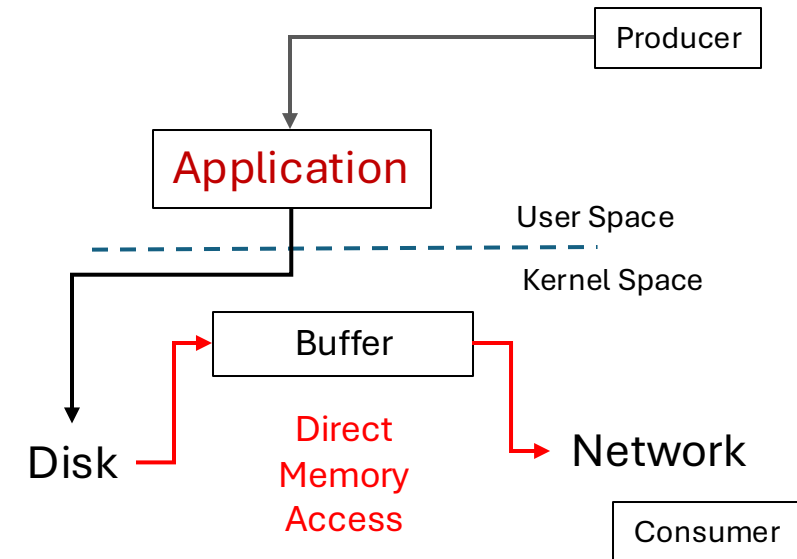 Producer
Application
User Space
Kernel Space
Buffer
Direct
Memory
Access
Disk
Network
Consumer